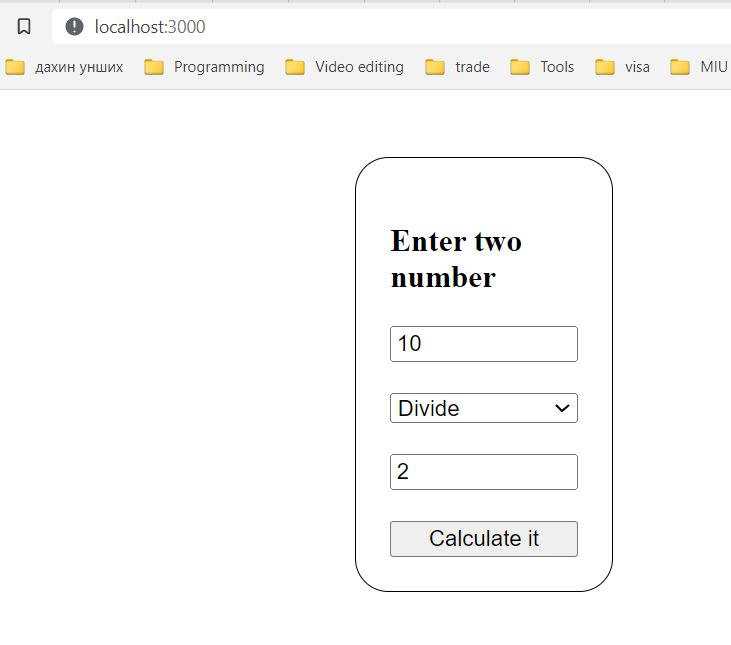 localhost:3000
дахин унших Programming Video editing trade Tools visa MIU
Enter two
number
10
Divide
2
Calculate it